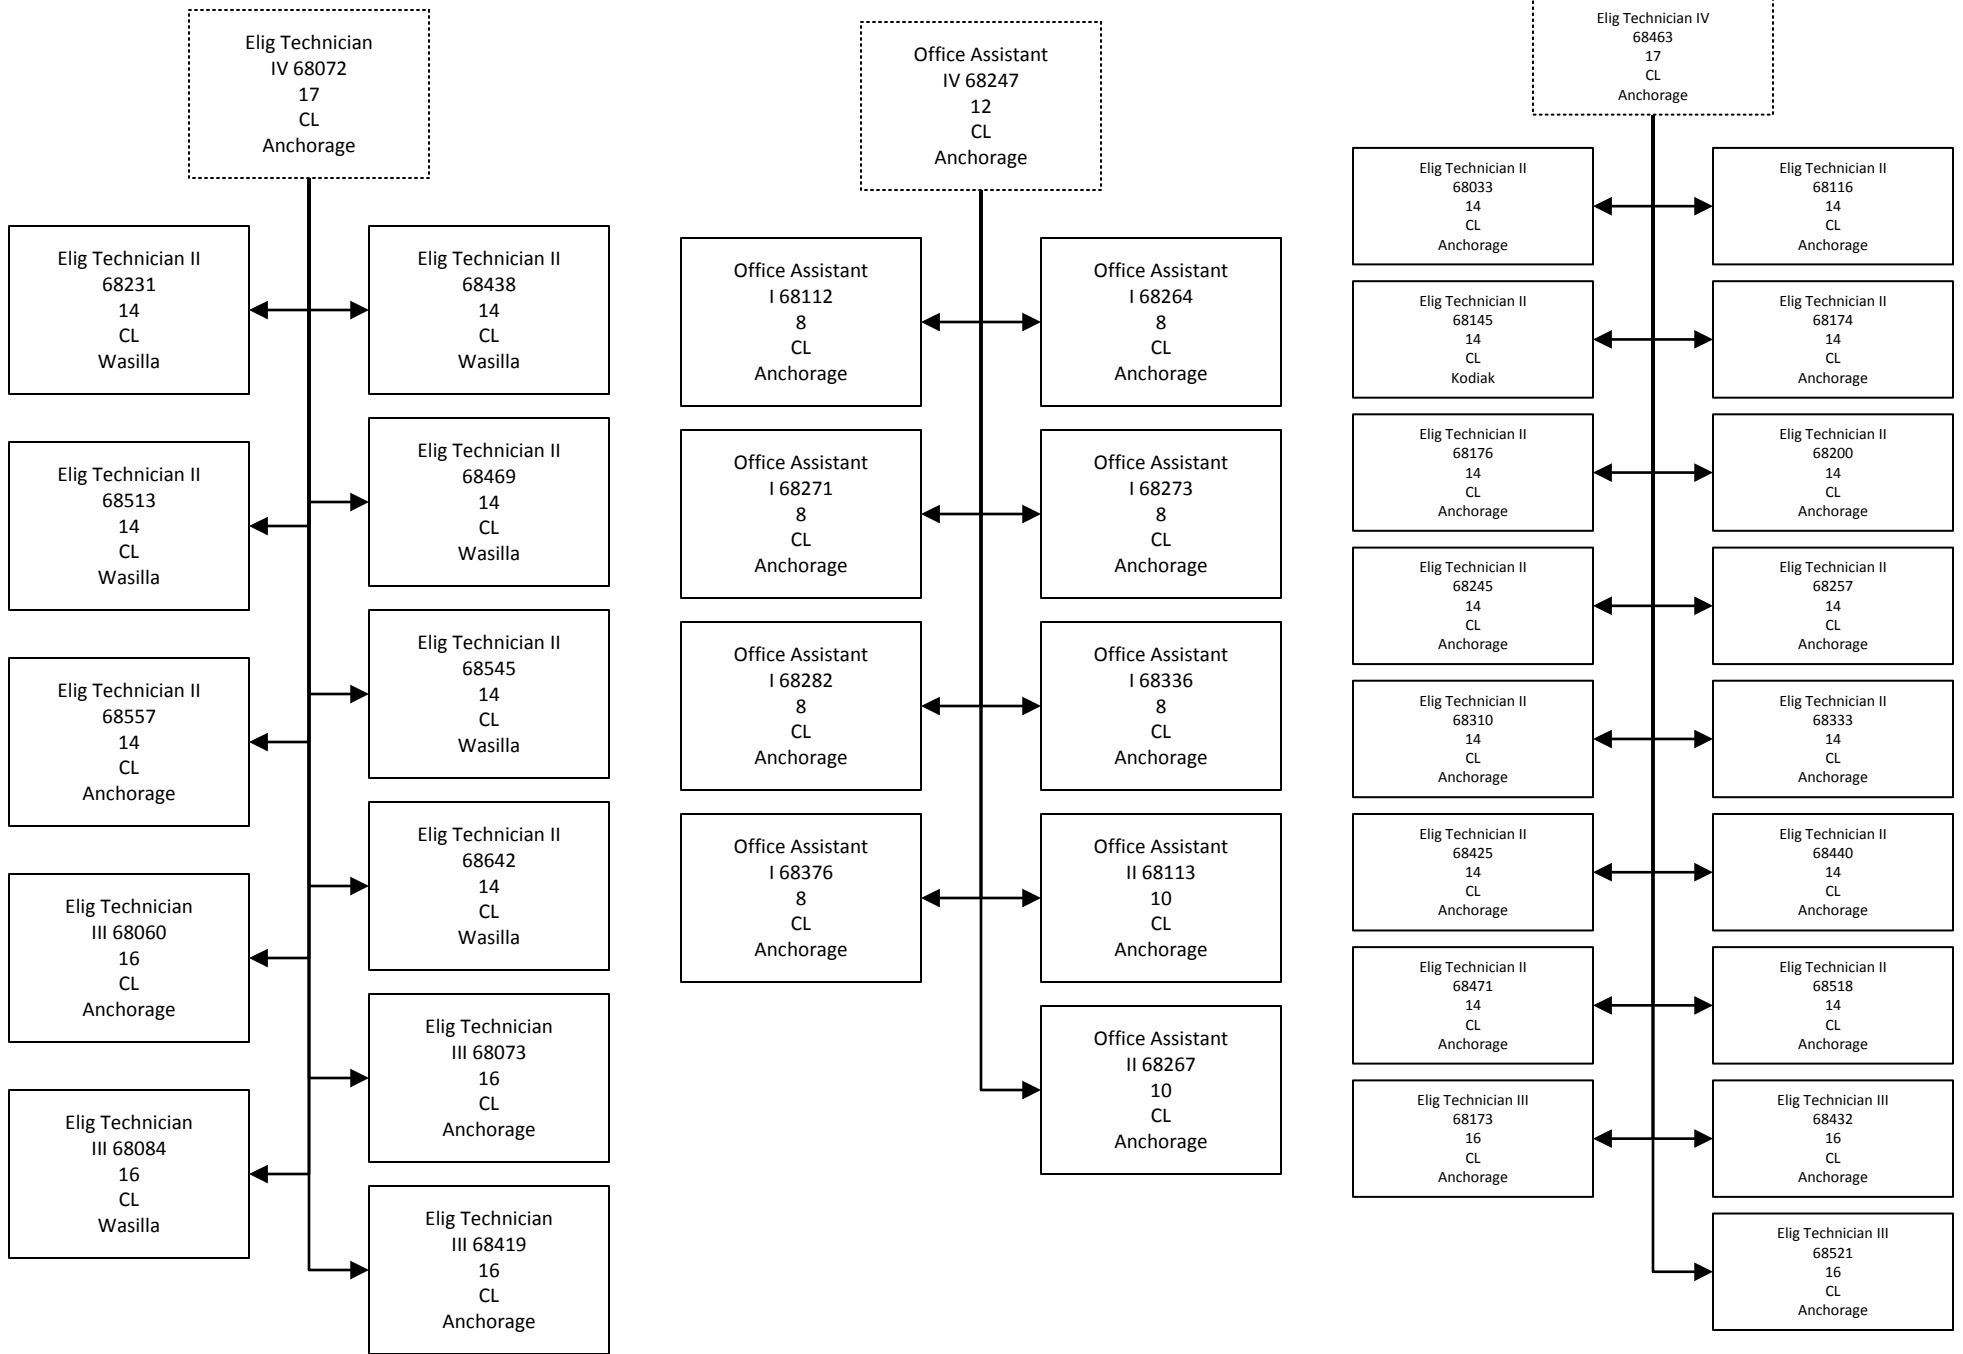 Elig Technician
IV 68072
17
CL
Anchorage
Elig Technician II
68231
14
CL
Wasilla
Elig Technician II
68438
14
CL
Wasilla
Elig Technician II
68513
14
CL
Wasilla
Elig Technician II
68469
14
CL
Wasilla
Elig Technician II
68557
14
CL
Anchorage
Elig Technician II
68545
14
CL
Wasilla
Elig Technician
III 68060
16
CL
Anchorage
Elig Technician II
68642
14
CL
Wasilla
Elig Technician
III 68084
16
CL
Wasilla
Elig Technician
III 68073
16
CL
Anchorage
Elig Technician
III 68419
16
CL
Anchorage
Office Assistant
IV 68247
12
CL
Anchorage
Office Assistant
I 68112
8
CL
Anchorage
Office Assistant
I 68264
8
CL
Anchorage
Office Assistant
I 68271
8
CL
Anchorage
Office Assistant
I 68273
8
CL
Anchorage
Office Assistant
I 68282
8
CL
Anchorage
Office Assistant
I 68336
8
CL
Anchorage
Office Assistant
I 68376
8
CL
Anchorage
Office Assistant
II 68113
10
CL
Anchorage
Office Assistant
II 68267
10
CL
Anchorage
Elig Technician IV
68463
17
CL
Anchorage
Elig Technician II
68033
14
CL
Anchorage
Elig Technician II
68116
14
CL
Anchorage
Elig Technician II
68145
14
CL
Kodiak
Elig Technician II
68174
14
CL
Anchorage
Elig Technician II
68176
14
CL
Anchorage
Elig Technician II
68200
14
CL
Anchorage
Elig Technician II
68245
14
CL
Anchorage
Elig Technician II
68257
14
CL
Anchorage
Elig Technician II
68310
14
CL
Anchorage
Elig Technician II
68333
14
CL
Anchorage
Elig Technician II
68425
14
CL
Anchorage
Elig Technician II
68440
14
CL
Anchorage
Elig Technician II
68471
14
CL
Anchorage
Elig Technician II
68518
14
CL
Anchorage
Elig Technician III
68173
16
CL
Anchorage
Elig Technician III
68432
16
CL
Anchorage
Elig Technician III
68521
16
CL
Anchorage